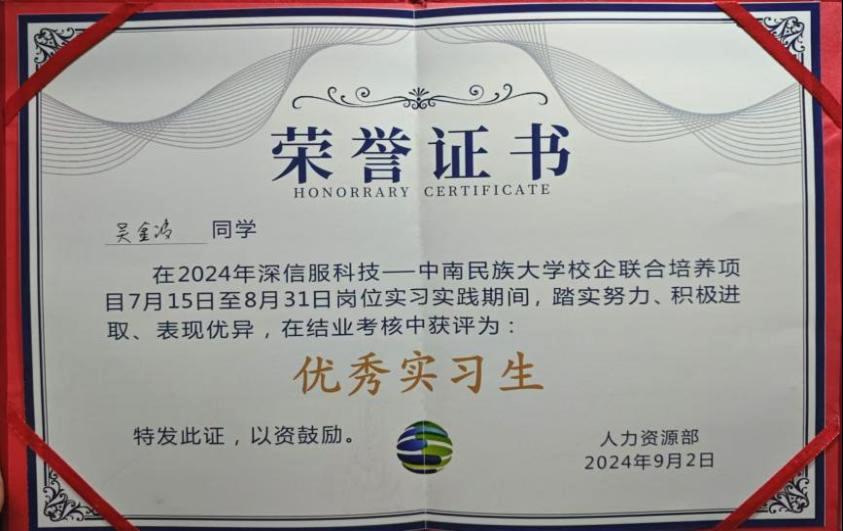 荣誉证书
HONORRARY CERTIFICATE
吴金波 同学
在2024年深信服科技——中南民族大学校企联合培养项
目7月15日至8月31日岗位实习实践期间，踏实努力、积极进
取、表现优异，在结业考核中获评为：
优秀实习生
特发此证，以资鼓励。
人力资源部
2024年9月2日